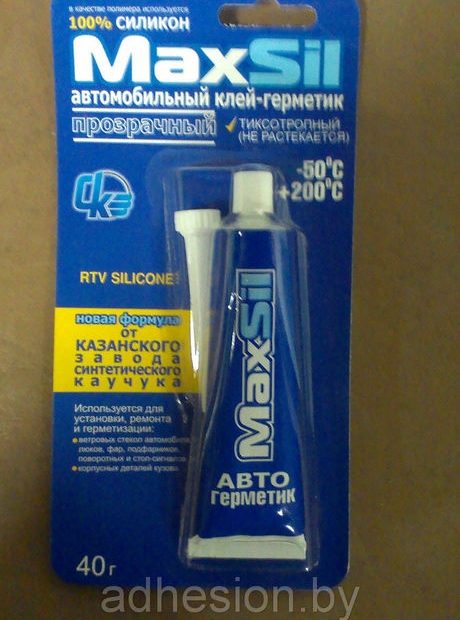 в качестве полимера используется
100% СИЛИКОН
MaxSil
автомобильный клей-герметик
прозрачный
✓ ТИКСОТРОПНЫЙ
(НЕ РАСТЕКАЕТСЯ)
-50°C
+200°C
RTV SILICONE
новая формула
от
КАЗАНСКОГО
завода
синтетического
каучука
Используется для
установки, ремонта
и герметизации:
• ветровых стекол автомобиля,
люков, фар, подфарников,
поворотных и стоп-сигналов
• корпусных деталей кузова
40 г
MaxSil
АВТО
герметик
adhesion.by